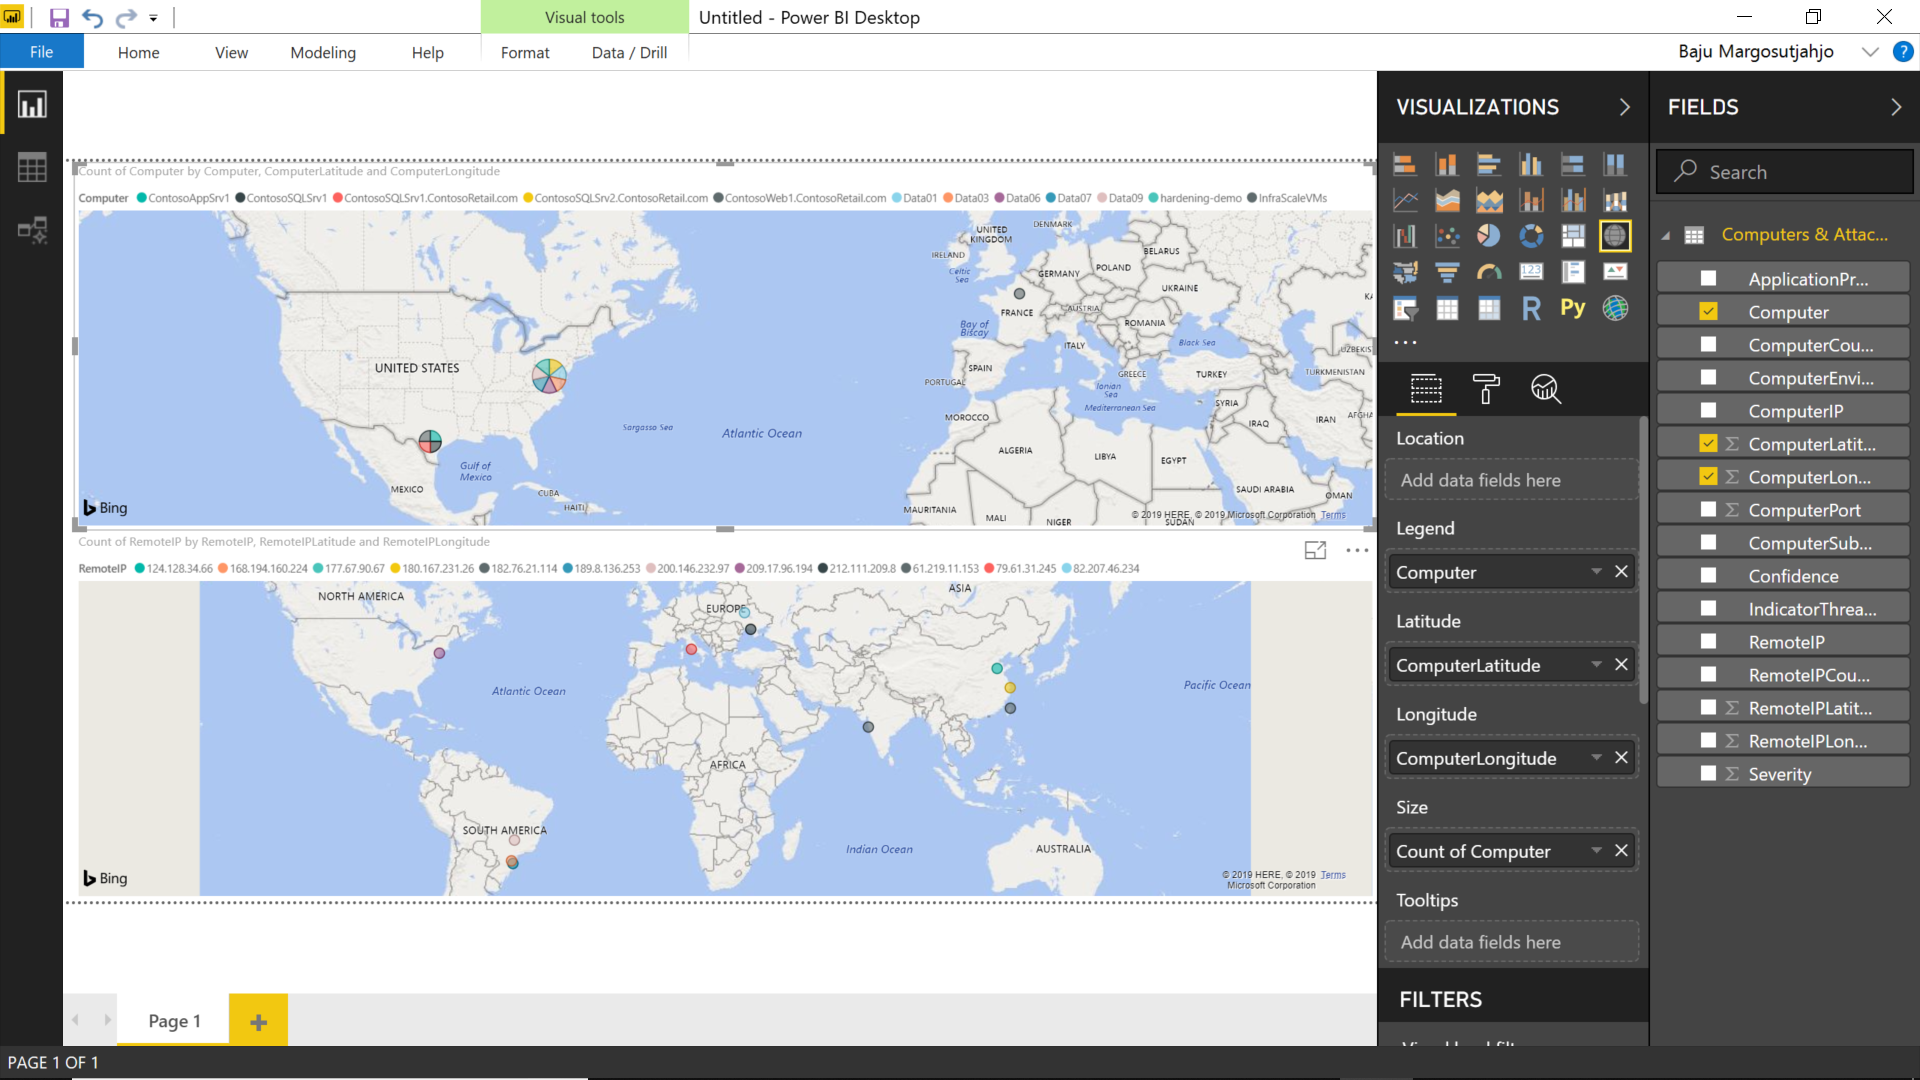 Visual tools
Untitled - Power BI Desktop
File
Home
View
Modeling
Help
Format
Data / Drill
Baju Margosutjahjo
?
Count of Computer by Computer, ComputerLatitude and ComputerLongitude
Computer ContosoAppSrv1 ContosoSQLSrv1 ContosoSQLSrv1.ContosoRetail.com ContosoSQLSrv2.ContosoRetail.com ContosoWeb1.ContosoRetail.com Data01 Data03 Data06 Data07 Data09 hardening-demo InfraScaleVMs
UNITED KINGDOM
DENMARK
IRELAND
Celtic Sea
BELARUS
POLAND
GERMANY
UKRAINE
FRANCE
AUSTRIA
ROMANIA
Bay of Biscay
ITALY
Black Sea
UZBEKIS
UNITED STATES
SPAIN
PORTUGAL
GREECE
TURKEY
TURKMENISTAN
Ionian Sea
Mediterranean Sea
SYRIA
MOROCCO
IRAQ
IRAN
AFGHA
Sargasso Sea
Atlantic Ocean
ALGERIA
LIBYA
EGYPT
Gulf of Mexico
MEXICO
CUBA
HAITI
SAUDI ARABIA
OMAN
MAURITANIA
MALI
NIGER
SUDAN
Bing
© 2019 HERE, © 2019 Microsoft Corporation Terms
Count of RemoteIP by RemoteIP, RemoteIPLatitude and RemoteIPLongitude
RemoteIP 124.128.34.66 168.194.160.224 177.67.90.67 180.167.231.26 182.76.21.114 189.8.136.253 200.146.232.97 209.17.96.194 212.111.209.8 61.219.11.153 79.61.31.245 82.207.46.234
NORTH AMERICA
EUROPE
ASIA
Atlantic Ocean
Pacific Ocean
AFRICA
SOUTH AMERICA
Indian Ocean
AUSTRALIA
Bing
© 2019 HERE, © 2019 Terms
Microsoft Corporation
Page 1
+
PAGE 1 OF 1
VISUALIZATIONS
123
R
Py
...
Location
Add data fields here
Legend
Computer
Latitude
ComputerLatitude
Longitude
ComputerLongitude
Size
Count of Computer
Tooltips
Add data fields here
FILTERS
FIELDS
Search
Computers & Attac...
ApplicationPr...
Computer
ComputerCou...
ComputerEnvi...
ComputerIP
Σ ComputerLatit...
Σ ComputerLon...
Σ ComputerPort
ComputerSub...
Confidence
IndicatorThrea...
RemoteIP
RemoteIPCou...
Σ RemoteIPLatit...
Σ RemoteIPLon...
Σ Severity